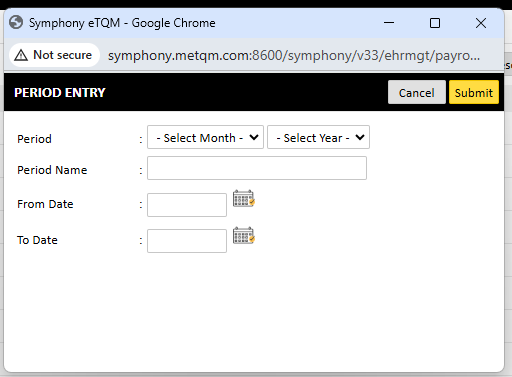 Symphony eTQM - Google Chrome
Not secure symphony.metqm.com:8600/symphony/v33/ehrmgt/payro...
PERIOD ENTRY Cancel Submit
Period : - Select Month - - Select Year -
Period Name :
From Date :
To Date :